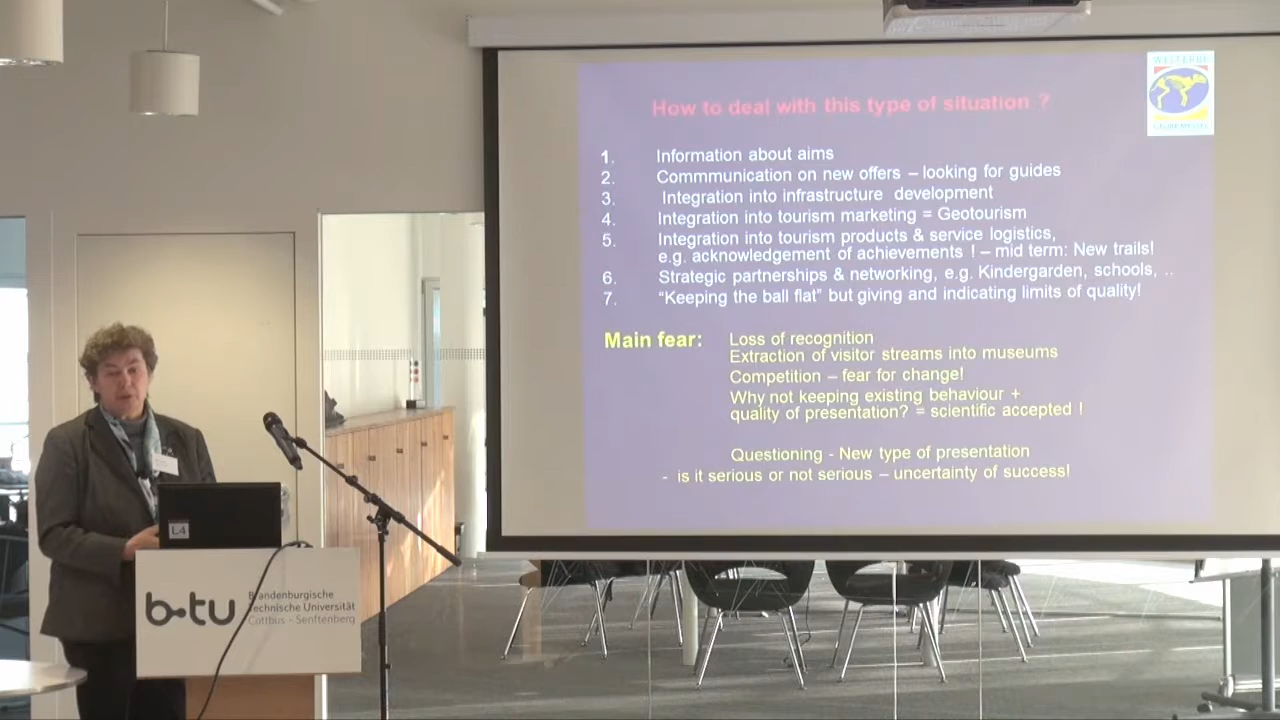 WELTERBE
GRUBE MESSEL
How to deal with this type of situation ?
1. Information about aims
2. Commmunication on new offers – looking for guides
3. Integration into infrastructure development
4. Integration into tourism marketing = Geotourism
5. Integration into tourism products & service logistics,
e.g. acknowledgement of achievements ! – mid term: New trails!
6. Strategic partnerships & networking, e.g. Kindergarden, schools, ..
7. “Keeping the ball flat” but giving and indicating limits of quality!
Main fear: Loss of recognition
Extraction of visitor streams into museums
Competition – fear for change!
Why not keeping existing behaviour +
quality of presentation? = scientific accepted !
Questioning - New type of presentation
- is it serious or not serious – uncertainty of success!
L4
b-tu
Brandenburgische
Technische Universität
Cottbus - Senftenberg